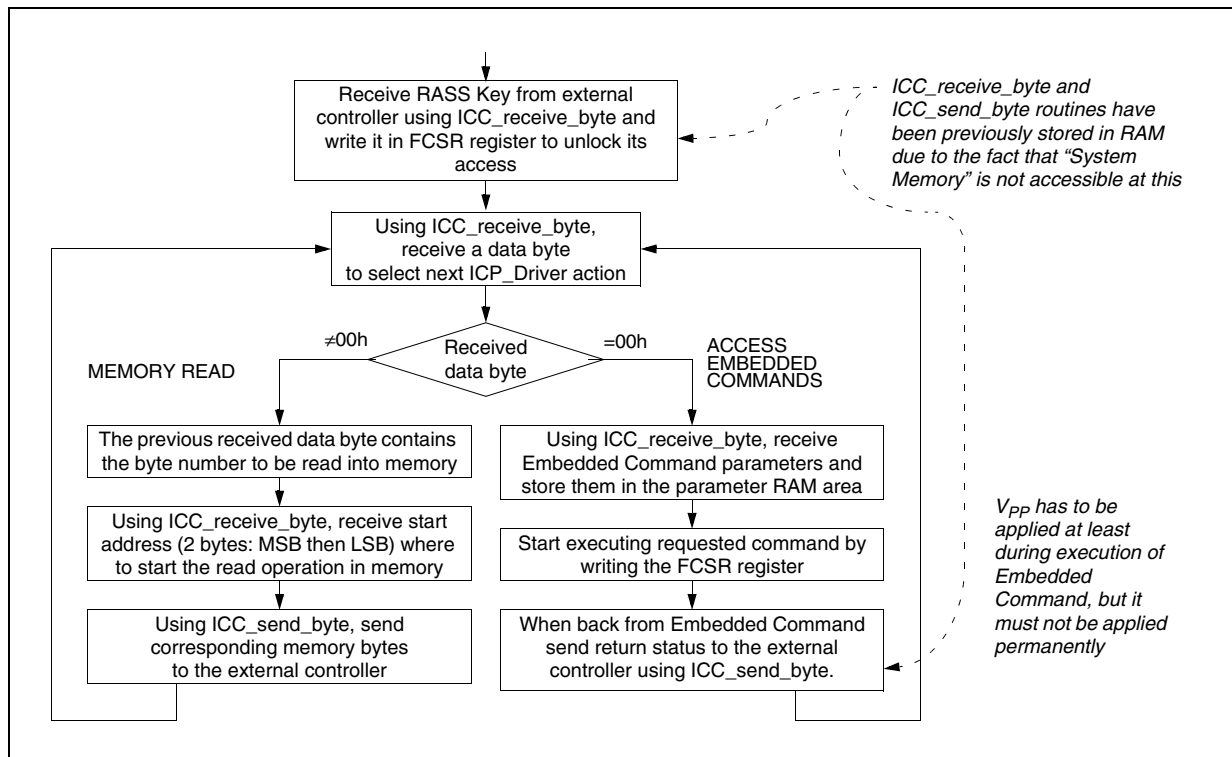 Receive RASS Key from external
controller using ICC_receive_byte and
write it in FCSR register to unlock its
access
ICC_receive_byte and
ICC_send_byte routines have
been previously stored in RAM
due to the fact that “System
Memory” is not accessible at this
Using ICC_receive_byte,
receive a data byte
to select next ICP_Driver action
≠00h
Received
data byte
=00h
MEMORY READ
ACCESS
EMBEDDED
COMMANDS
The previous received data byte contains
the byte number to be read into memory
Using ICC_receive_byte, receive start
address (2 bytes: MSB then LSB) where
to start the read operation in memory
Using ICC_send_byte, send
corresponding memory bytes
to the external controller
Using ICC_receive_byte, receive
Embedded Command parameters and
store them in the parameter RAM area
Start executing requested command by
writing the FCSR register
When back from Embedded Command
send return status to the external
controller using ICC_send_byte.
VPP has to be
applied at least
during execution of
Embedded
Command, but it
must not be applied
permanently